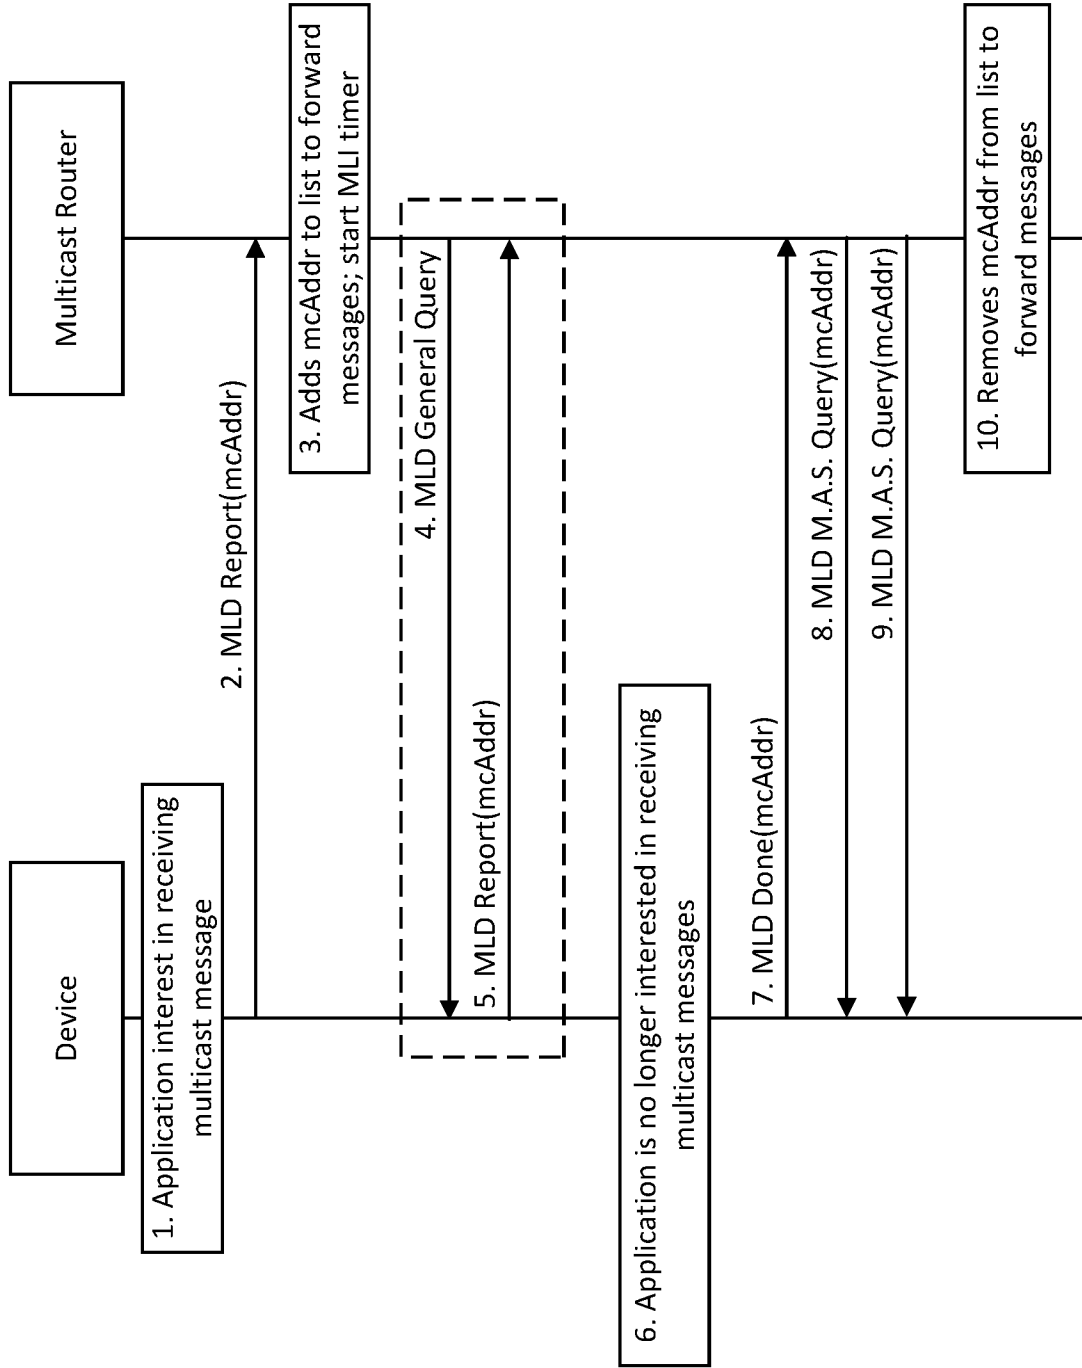 Device
Multicast Router
1. Application interest in receiving
multicast message
2. MLD Report(mcAddr)
3. Adds mcAddr to list to forward
messages; start MLI timer
4. MLD General Query
5. MLD Report(mcAddr)
6. Application is no longer interested in receiving
multicast messages
7. MLD Done(mcAddr)
8. MLD M.A.S. Query(mcAddr)
9. MLD M.A.S. Query(mcAddr)
10. Removes mcAddr from list to
forward messages